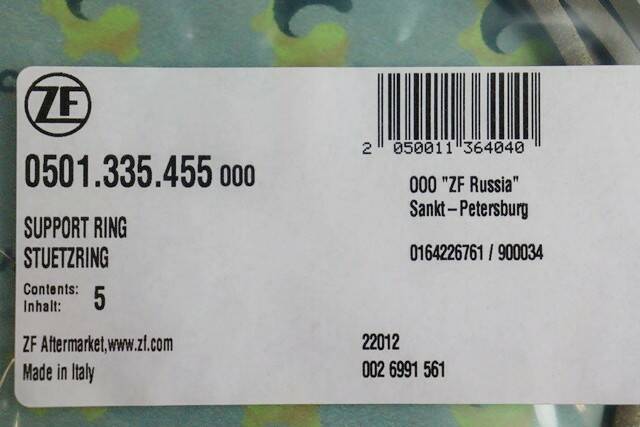 ZF
0501.335.455 000
SUPPORT RING
STUETZRING
Contents:
Inhalt: 5
ZF Aftermarket,www.zf.com
Made in Italy
2 050011 364040
OOO "ZF Russia"
Sankt-Petersburg
0164226761 / 900034
22012
002 6991 561